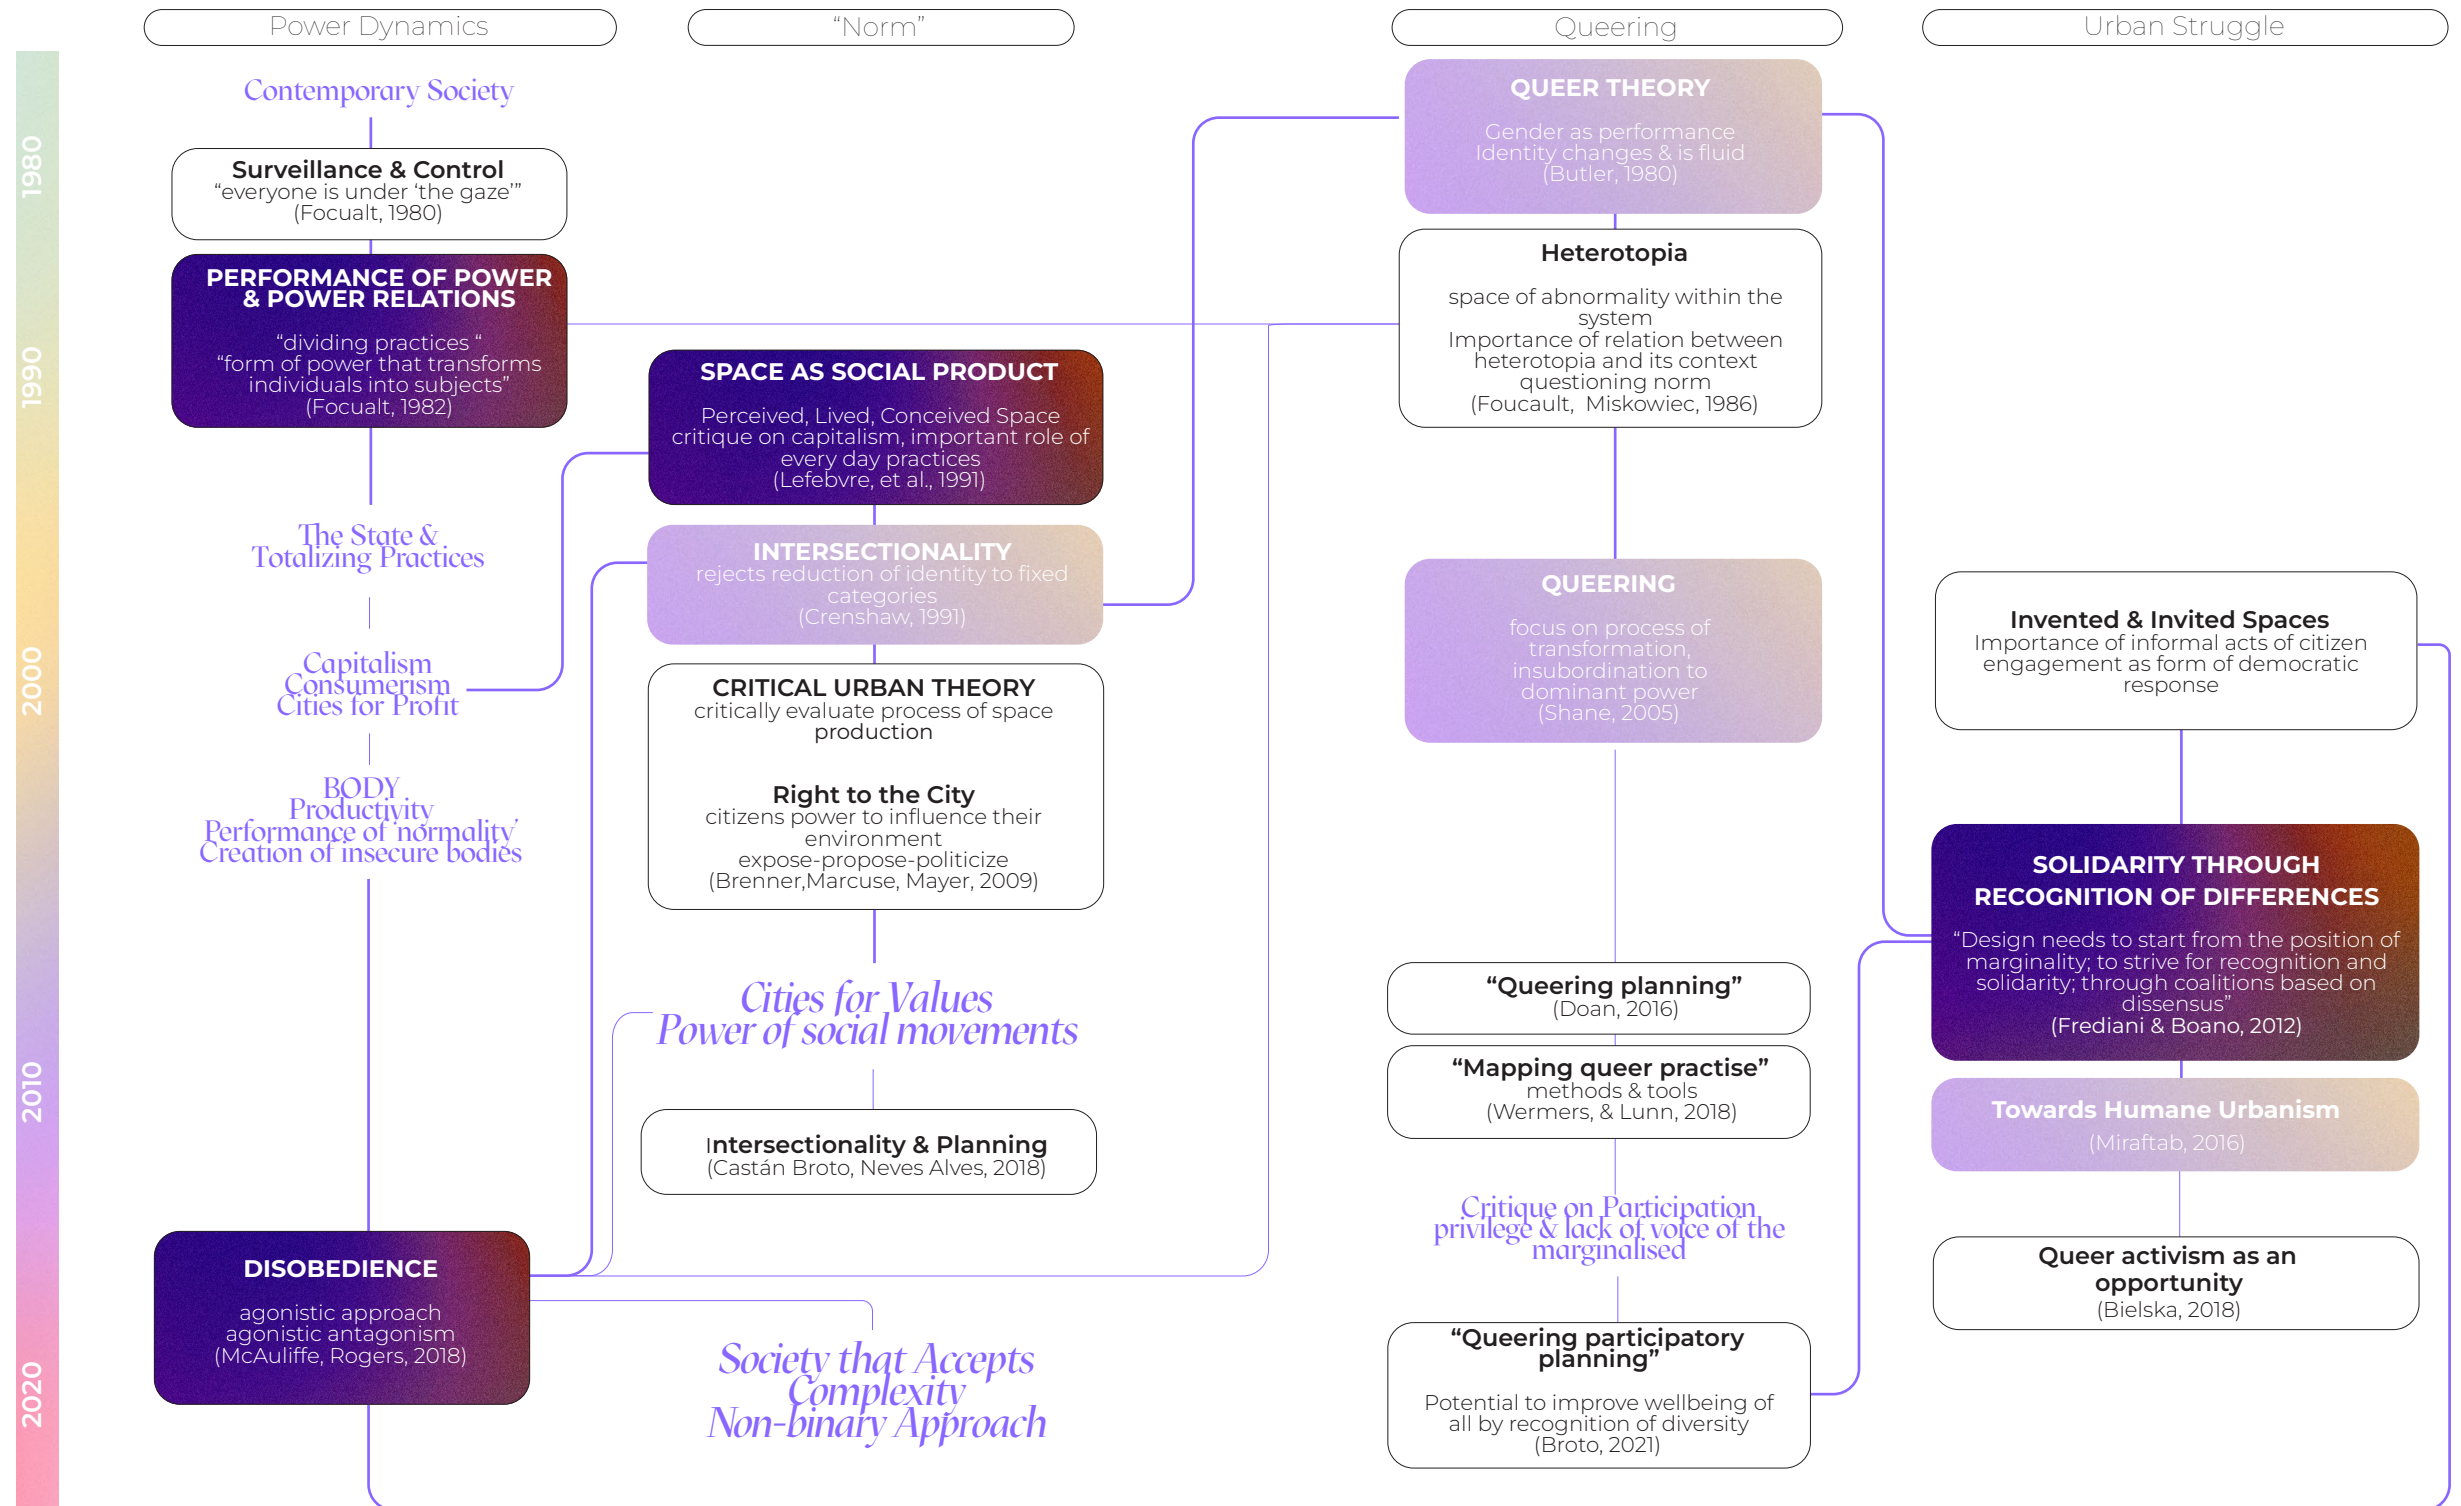 Power Dynamics
“Norm”
Queering
Urban Struggle
1980
1990
2000
2010
2020
Contemporary Society
Surveillance & Control
“everyone is under ‘the gaze’”
(Focualt, 1980)
PERFORMANCE OF POWER
& POWER RELATIONS
“dividing practices “
“form of power that transforms
individuals into subjects”
(Focualt, 1982)
The State &
Totalizing Practices
Capitalism
Consumerism
Cities for Profit
BODY
Productivity
Performance of ‘normality’
Creation of insecure bodies
DISOBEDIENCE
agonistic approach
agonistic antagonism
(McAuliffe, Rogers, 2018)
SPACE AS SOCIAL PRODUCT
Perceived, Lived, Conceived Space
critique on capitalism, important role of
every day practices
(Lefebvre, et al., 1991)
INTERSECTIONALITY
rejects reduction of identity to fixed
categories
(Crenshaw, 1991)
CRITICAL URBAN THEORY
critically evaluate process of space
production
Right to the City
citizens power to influence their
environment
expose-propose-politicize
(Brenner,Marcuse, Mayer, 2009)
Cities for Values
Power of social movements
Intersectionality & Planning
(Castán Broto, Neves Alves, 2018)
Society that Accepts
Complexity
Non-binary Approach
QUEER THEORY
Gender as performance
Identity changes & is fluid
(Butler, 1980)
Heterotopia
space of abnormality within the
system
Importance of relation between
heterotopia and its context
questioning norm
(Foucault, Miskowiec, 1986)
QUEERING
focus on process of
transformation,
insubordination to
dominant power
(Shane, 2005)
“Queering planning”
(Doan, 2016)
“Mapping queer practise”
methods & tools
(Wermers, & Lunn, 2018)
Critique on Participation
privilege & lack of voice of the
marginalised
“Queering participatory
planning”
Potential to improve wellbeing of
all by recognition of diversity
(Broto, 2021)
Invented & Invited Spaces
Importance of informal acts of citizen
engagement as form of democratic
response
SOLIDARITY THROUGH
RECOGNITION OF DIFFERENCES
“Design needs to start from the position of
marginality; to strive for recognition and
solidarity; through coalitions based on
dissensus”
(Frediani & Boano, 2012)
Towards Humane Urbanism
(Miraftab, 2016)
Queer activism as an
opportunity
(Bielska, 2018)